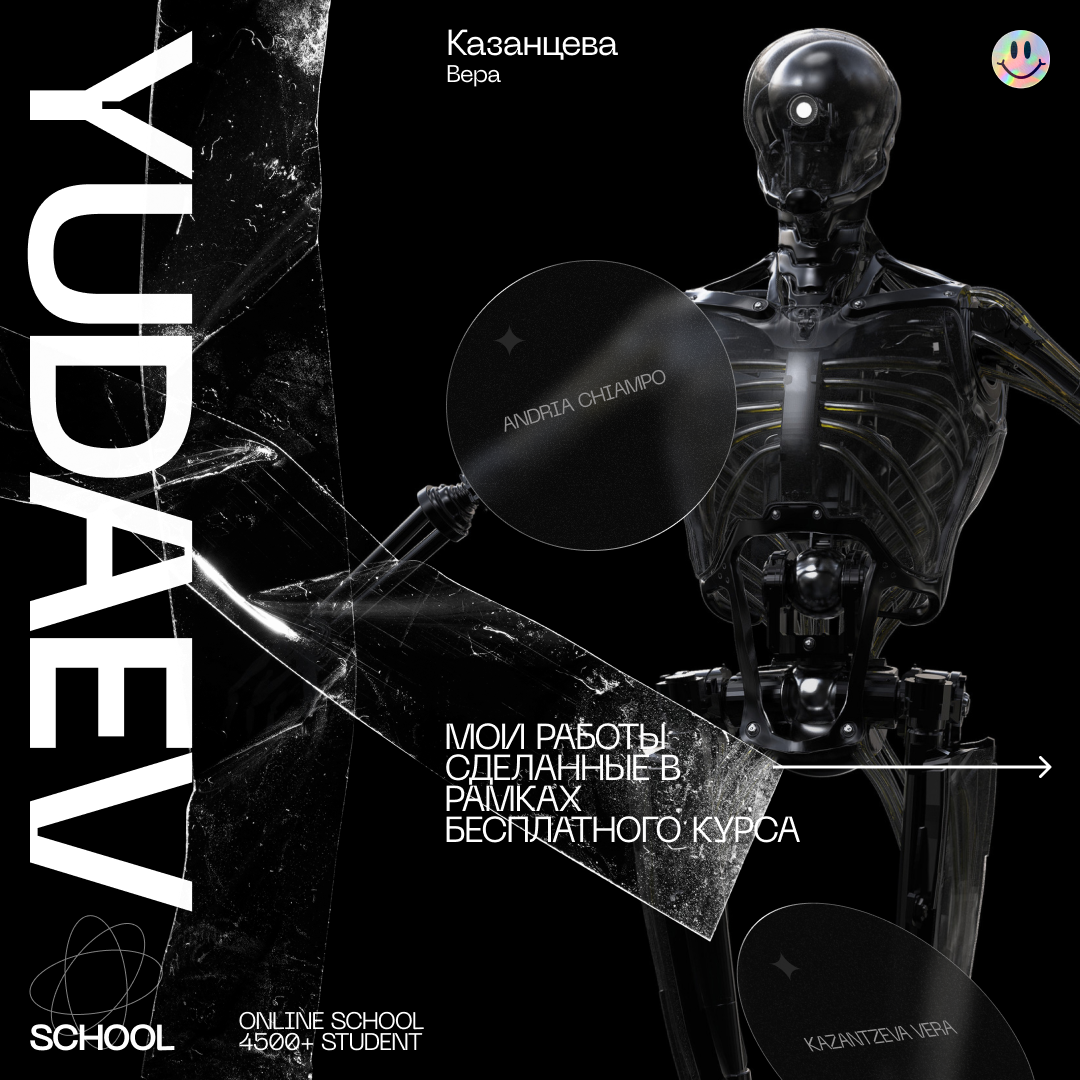 YUDAEV
Казанцева
Вера
ANDRIA CHIAMPO
МОИ РАБОТЫ
СДЕЛАННЫЕ В
РАМКАХ
БЕСПЛАТНОГО КУРСА
KAZANTZEVA VERA
SCHOOL
ONLINE SCHOOL
4500+ STUDENT